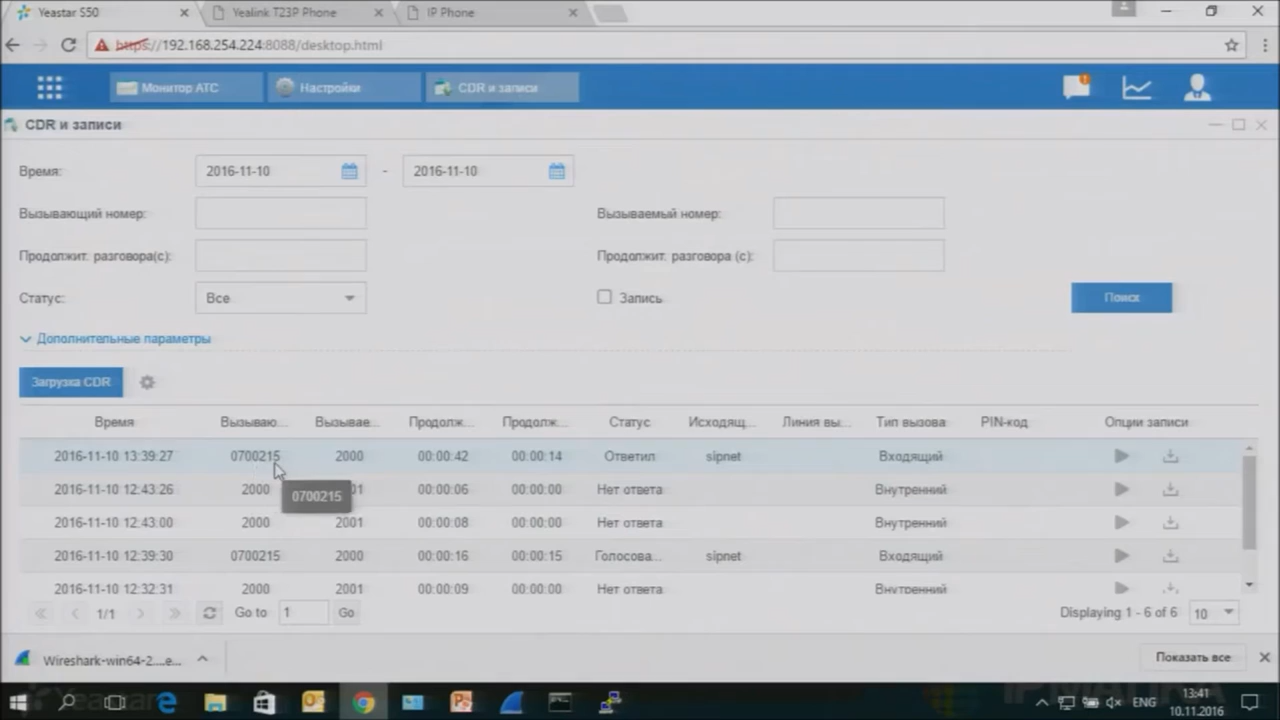 Yeastar S50
Yealink T23P Phone
IP Phone
https://192.168.254.224:8088/desktop.html
Монитор АТС
Настройки
CDR и записи
CDR и записи
Время: 2016-11-10 - 2016-11-10
Вызывающий номер: Вызываемый номер:
Продолжит. разговора(с): Продолжит. разговора (с):
Статус: Все Запись Поиск
Дополнительные параметры
Загрузка CDR
Время Вызываю... Вызывае... Продолж... Продолж... Статус Исходящ... Линия вы... Тип вызова PIN-код Опции записи
2016-11-10 13:39:27 0700215 2000 00:00:42 00:00:14 Ответил sipnet Входящий
2016-11-10 12:43:26 2000 01 00:00:06 00:00:00 Нет ответа Внутренний
0700215
2016-11-10 12:43:00 2000 2001 00:00:08 00:00:00 Нет ответа Внутренний
2016-11-10 12:39:30 0700215 2000 00:00:16 00:00:15 Голосова... sipnet Входящий
2016-11-10 12:32:31 2000 2001 00:00:09 00:00:00 Нет ответа Внутренний
1/1 Go to 1 Go Displaying 1 - 6 of 6 10
Wireshark-win64-2....e... Показать все
Yeastar
ENG
13:41
10.11.2016